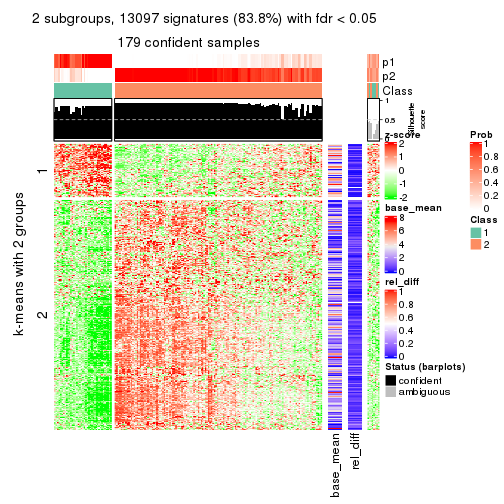 2 subgroups, 13097 signatures (83.8%) with fdr < 0.05
179 confident samples
p1
p2
Class
1
0.5
0
Silhouette
score
k-means with 2 groups
1
2
z-score
2
1
0
-1
-2
base_mean
8
6
4
2
0
rel_diff
1
0.8
0.6
0.4
0.2
0
Status (barplots)
confident
ambiguous
Prob
1
0.8
0.6
0.4
0.2
0
Class
1
2
base_mean
rel_diff